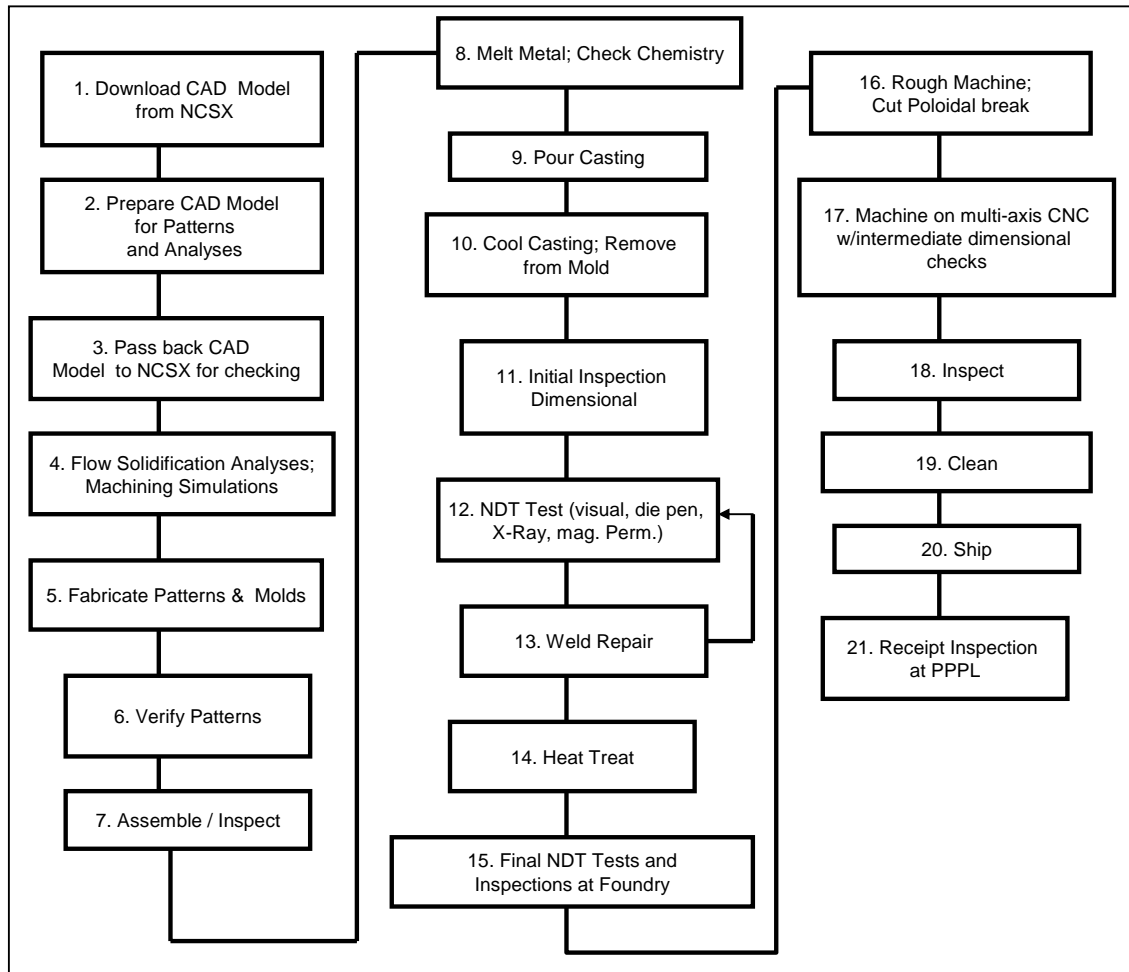 1. Download CAD Model
from NCSX
2. Prepare CAD Model
for Patterns
and Analyses
3. Pass back CAD
Model to NCSX for checking
4. Flow Solidification Analyses;
Machining Simulations
5. Fabricate Patterns & Molds
6. Verify Patterns
7. Assemble / Inspect
8. Melt Metal; Check Chemistry
9. Pour Casting
10. Cool Casting; Remove
from Mold
11. Initial Inspection
Dimensional
12. NDT Test (visual, die pen,
X-Ray, mag. Perm.)
13. Weld Repair
14. Heat Treat
15. Final NDT Tests and
Inspections at Foundry
16. Rough Machine;
Cut Poloidal break
17. Machine on multi-axis CNC
w/intermediate dimensional
checks
18. Inspect
19. Clean
20. Ship
21. Receipt Inspection
at PPPL